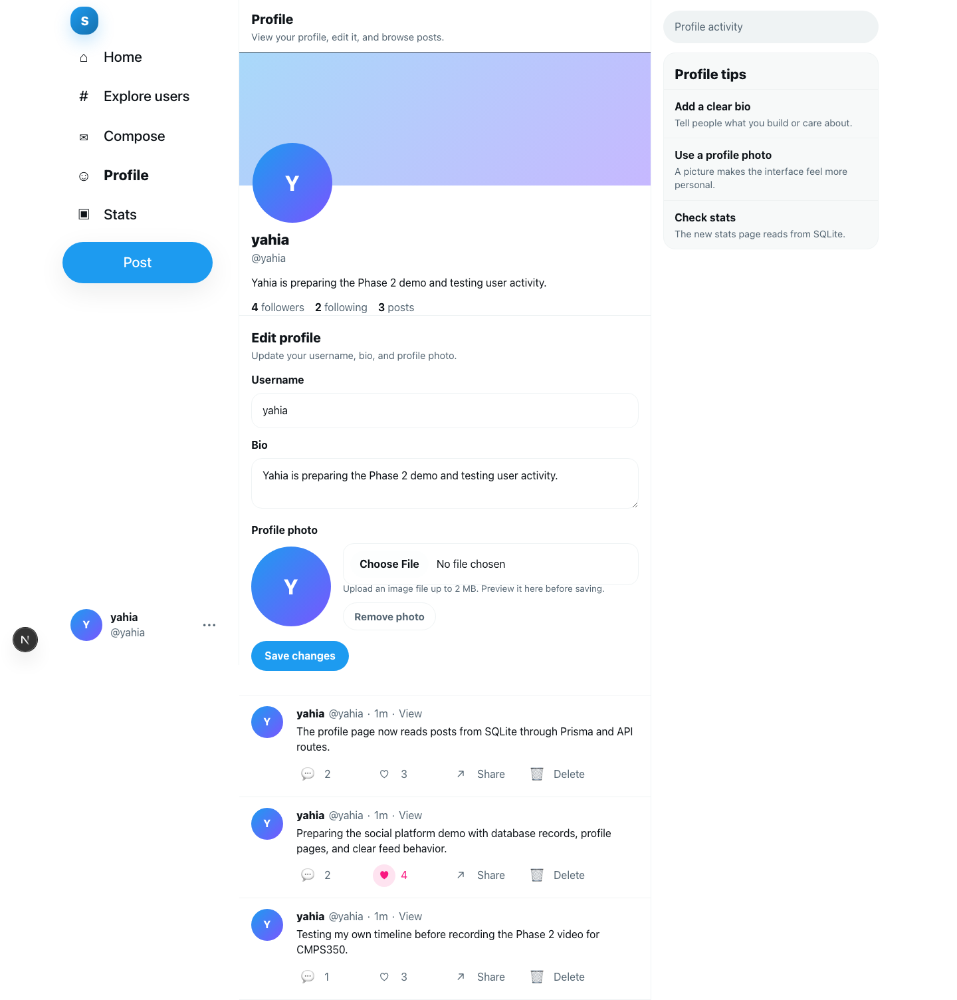 S
Home
# Explore users
Compose
Profile
Stats
Post
Y
yahia
@yahia
N
Profile
View your profile, edit it, and browse posts.
Y
yahia
@yahia
Yahia is preparing the Phase 2 demo and testing user activity.
4 followers 2 following 3 posts
Edit profile
Update your username, bio, and profile photo.
Username
yahia
Bio
Yahia is preparing the Phase 2 demo and testing user activity.
Profile photo
Y
Choose File No file chosen
Upload an image file up to 2 MB. Preview it here before saving.
Remove photo
Save changes
Y
yahia @yahia · 1m · View
The profile page now reads posts from SQLite through Prisma and API
routes.
2 3 Share Delete
Y
yahia @yahia · 1m · View
Preparing the social platform demo with database records, profile
pages, and clear feed behavior.
2 4 Share Delete
Y
yahia @yahia · 1m · View
Testing my own timeline before recording the Phase 2 video for
CMPS350.
1 3 Share Delete
Profile activity
Profile tips
Add a clear bio
Tell people what you build or care about.
Use a profile photo
A picture makes the interface feel more
personal.
Check stats
The new stats page reads from SQLite.